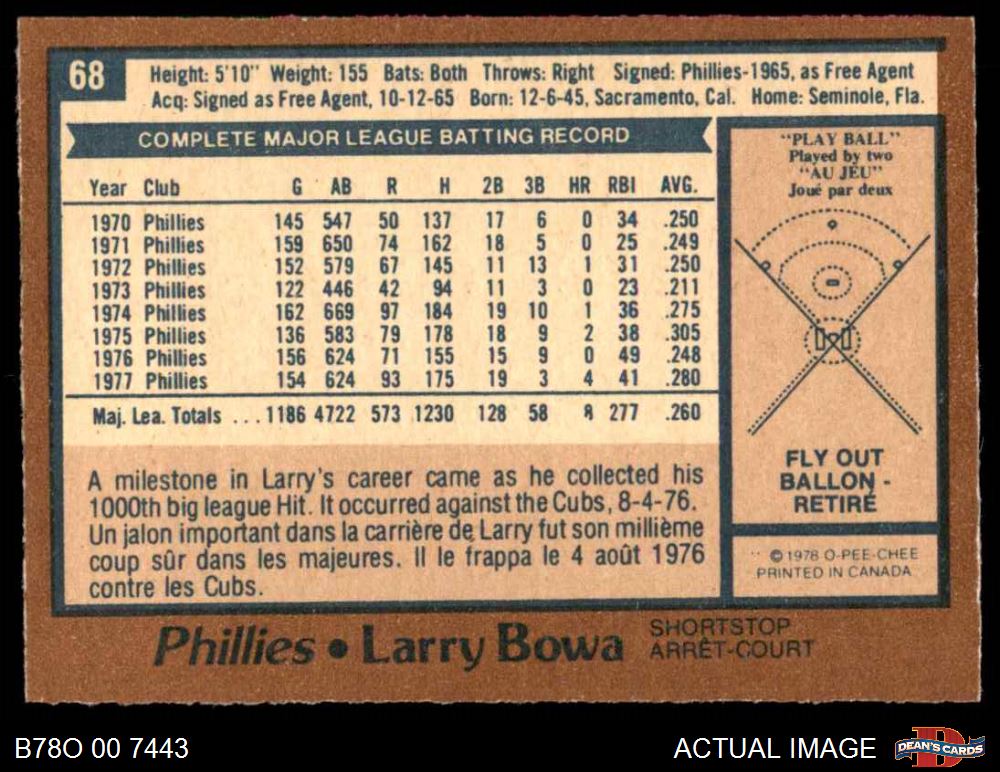 68
Height: 5'10" Weight: 155 Bats: Both Throws: Right Signed: Phillies-1965, as Free Agent
Acq: Signed as Free Agent, 10-12-65 Born: 12-6-45, Sacramento, Cal. Home: Seminole, Fla.
COMPLETE MAJOR LEAGUE BATTING RECORD
Year Club G AB R H 2B 3B HR RBI AVG.
1970 Phillies 145 547 50 137 17 6 0 34 .250
1971 Phillies 159 650 74 162 18 5 0 25 .249
1972 Phillies 152 579 67 145 11 13 1 31 .250
1973 Phillies 122 446 42 94 11 3 0 23 .211
1974 Phillies 162 669 97 184 19 10 1 36 .275
1975 Phillies 136 583 79 178 18 9 2 38 .305
1976 Phillies 156 624 71 155 15 9 0 49 .248
1977 Phillies 154 624 93 175 19 3 4 41 .280
Maj. Lea. Totals ... 1186 4722 573 1230 128 58 8 277 .260
A milestone in Larry's career came as he collected his
1000th big league Hit. It occurred against the Cubs, 8-4-76.
Un jalon important dans la carrière de Larry fut son millième
coup sûr dans les majeures. Il le frappa le 4 août 1976
contre les Cubs.
"PLAY BALL"
Played by two
"AU JEU"
Joué par deux
FLY OUT
BALLON -
RETIRÉ
© 1978 O-PEE-CHEE
PRINTED IN CANADA
Phillies • Larry Bowa
SHORTSTOP
ARRÊT-COURT
B78O 00 7443
ACTUAL IMAGE
DEAN'S CARDS